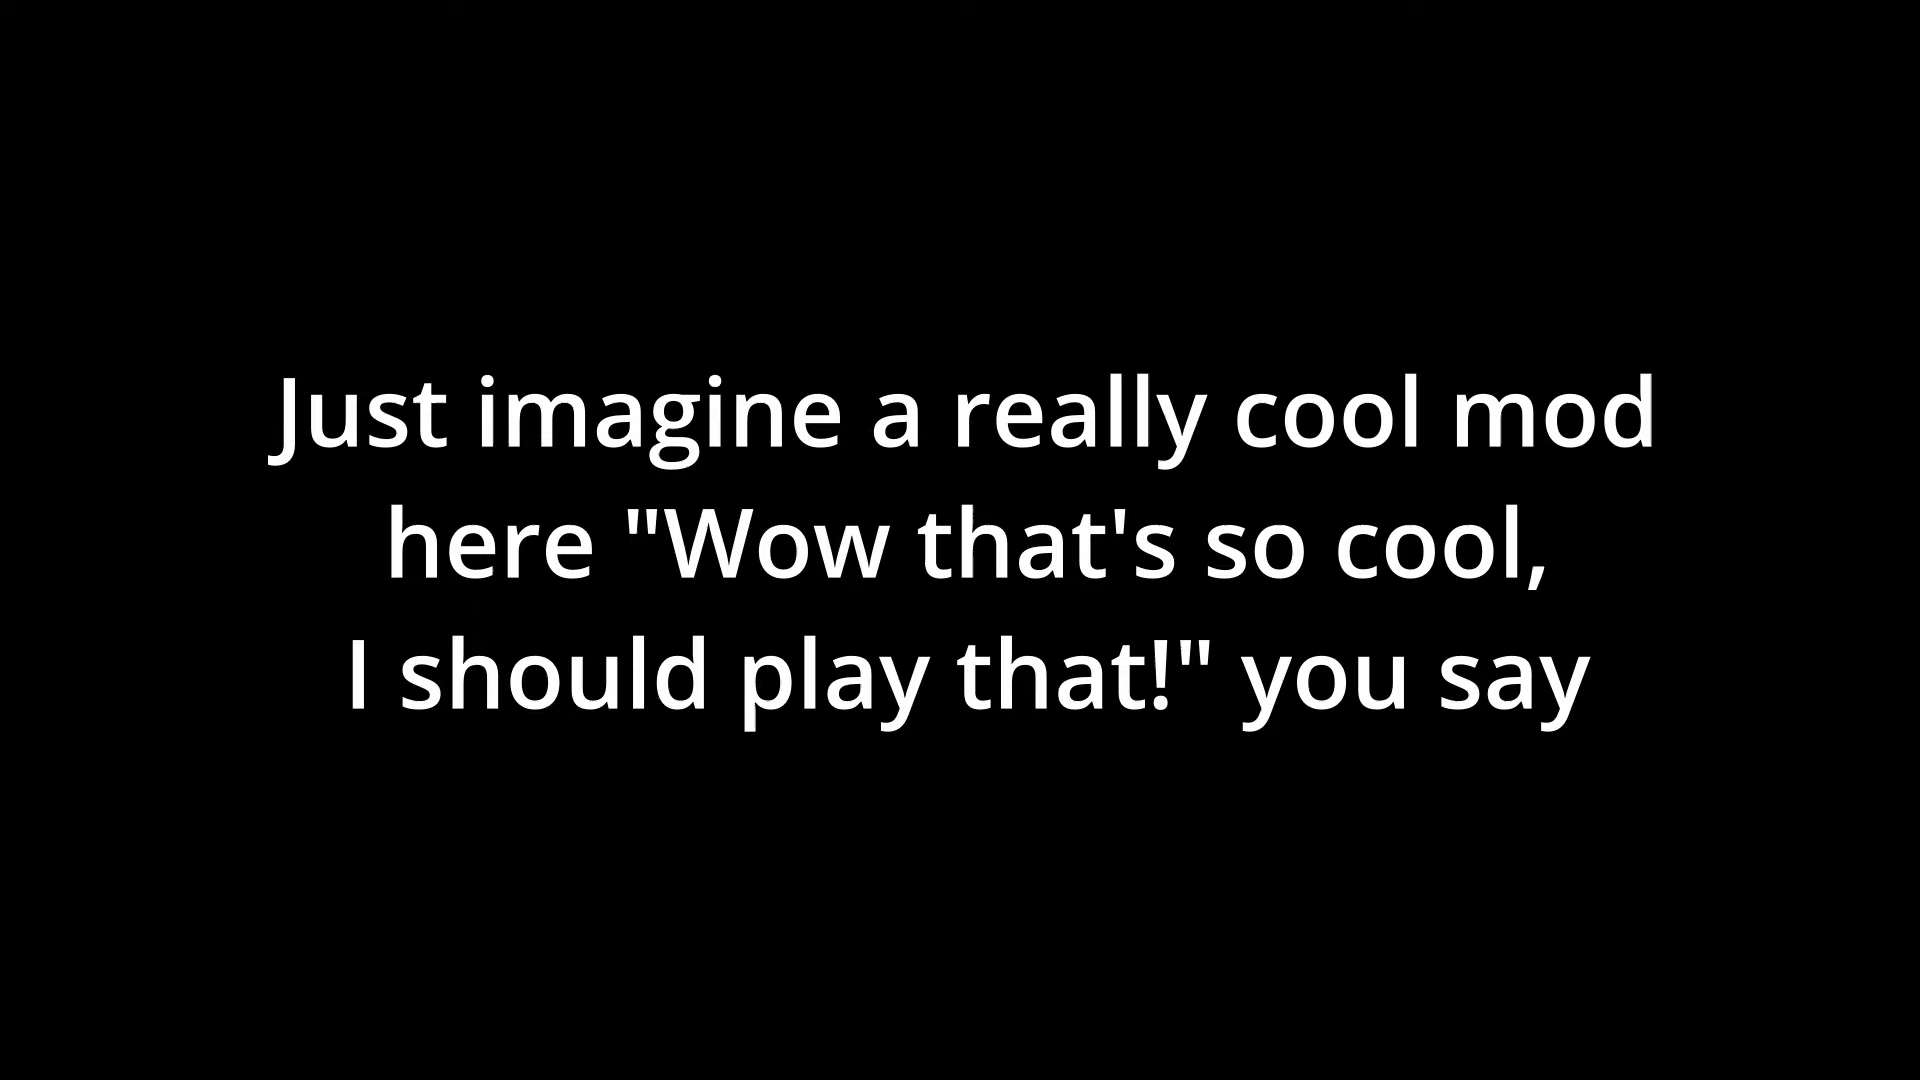 Just imagine a really cool mod
here "Wow that's so cool,
I should play that!" you say